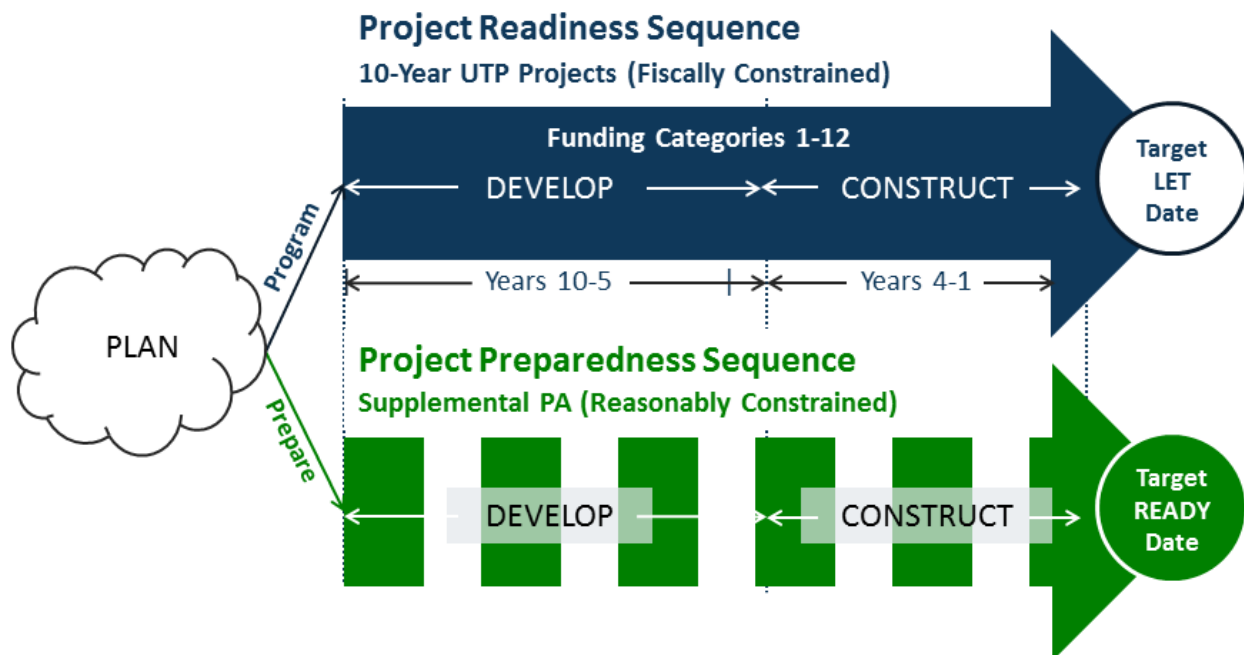 Project Readiness Sequence
10-Year UTP Projects (Fiscally Constrained)
Funding Categories 1-12
DEVELOP
CONSTRUCT
Target
LET
Date
Program
Years 10-5
Years 4-1
PLAN
Project Preparedness Sequence
Supplemental PA (Reasonably Constrained)
Prepare
DEVELOP
CONSTRUCT
Target
READY
Date